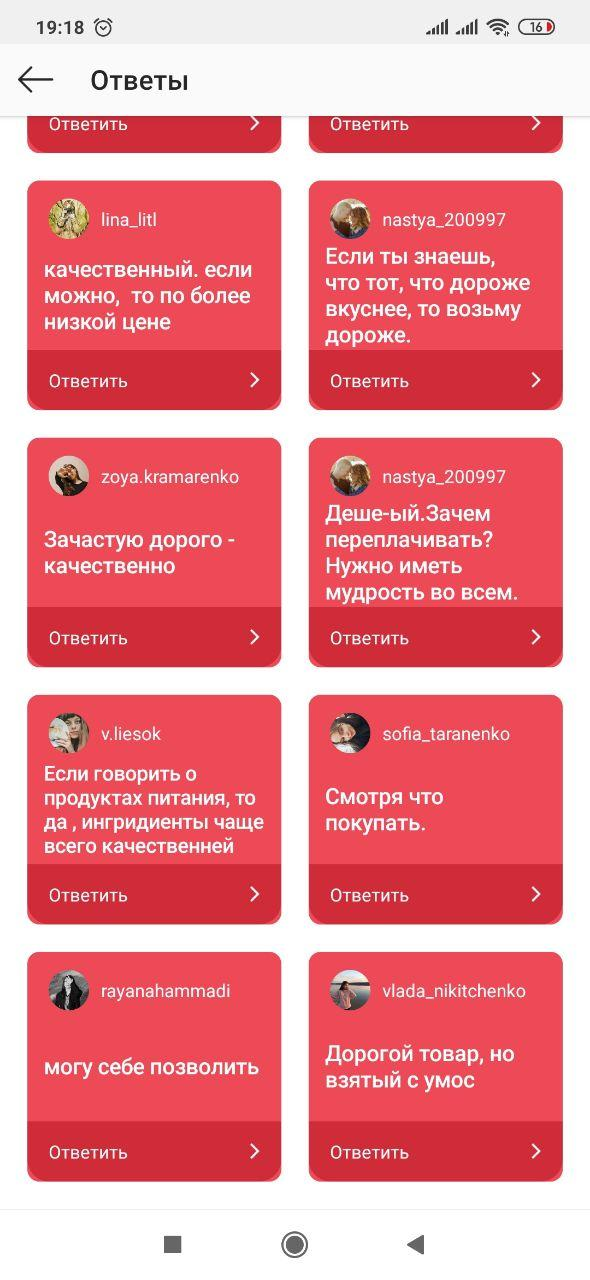 19:18
16
Ответы
Ответить
Ответить
lina_litl
качественный. если
можно, то по более
низкой цене
Ответить
nastya_200997
Если ты знаешь,
что тот, что дороже
вкуснее, то возьму
дороже.
Ответить
zoya.kramarenko
Зачастую дорого -
качественно
Ответить
nastya_200997
Деше-ый.Зачем
переплачивать?
Нужно иметь
мудрость во всем.
Ответить
v.liesok
Если говорить о
продуктах питания, то
да , ингридиенты чаще
всего качественней
Ответить
sofia_taranenko
Смотря что
покупать.
Ответить
rayanahammadi
могу себе позволить
Ответить
vlada_nikitchenko
Дорогой товар, но
взятый с умос
Ответить